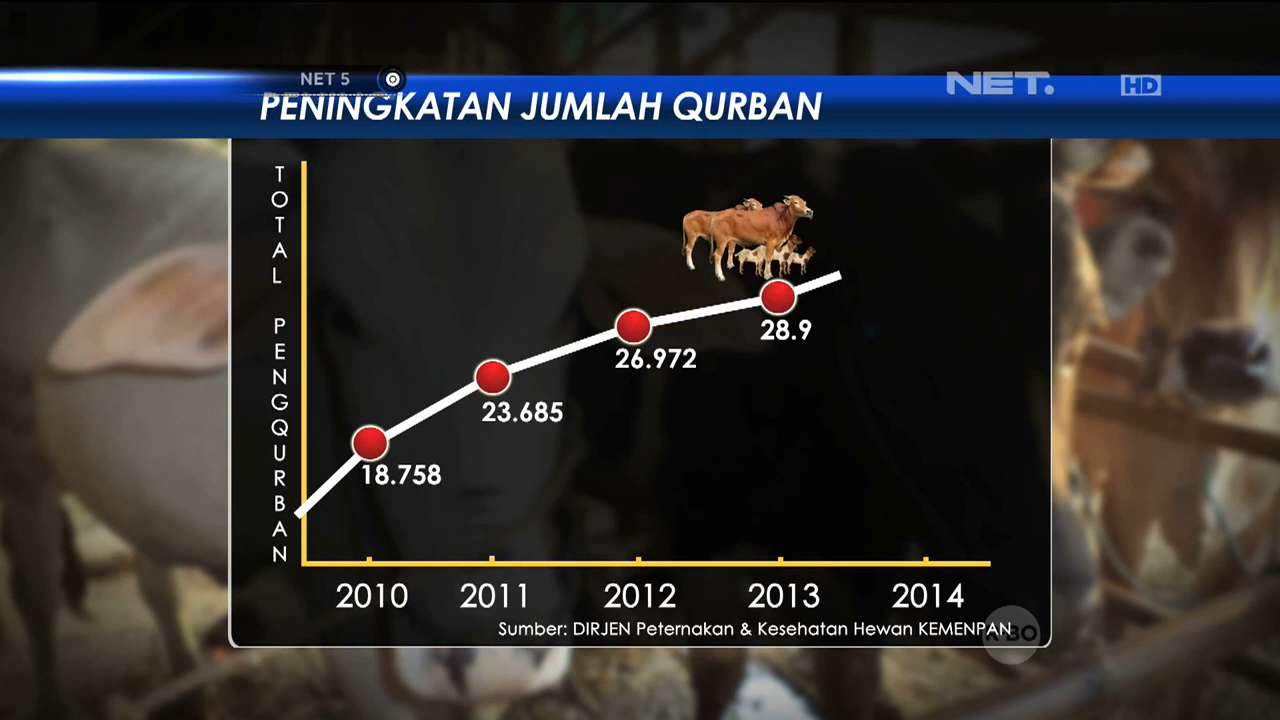 NET 5
NET.
HD
PENINGKATAN JUMLAH QURBAN
TOTAL PENGQURBAN
28.9
26.972
23.685
18.758
2010 2011 2012 2013 2014
Sumber: DIRJEN Peternakan & Kesehatan Hewan KEMENPAN